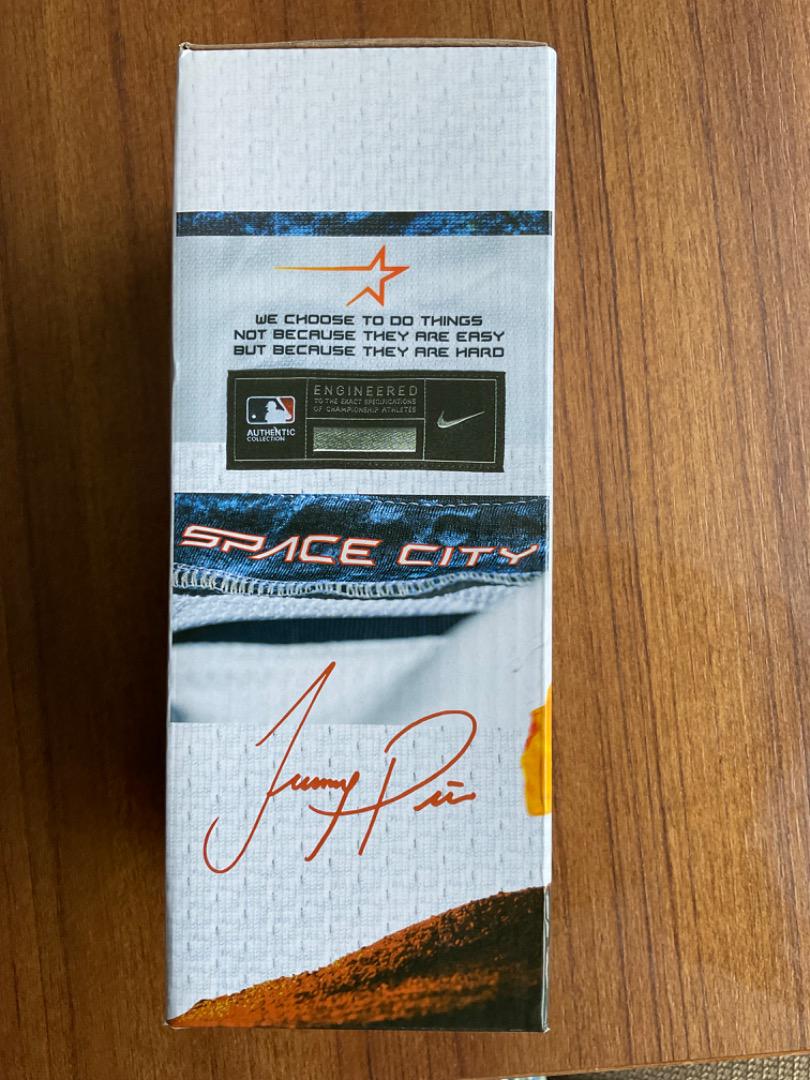 WE CHOOSE TO DO THINGS
NOT BECAUSE THEY ARE EASY
BUT BECAUSE THEY ARE HARD
ENGINEERED
TO THE EXACT SPECIFICATIONS
OF CHAMPIONSHIP ATHLETES
AUTHENTIC
COLLECTION
SPACE CITY